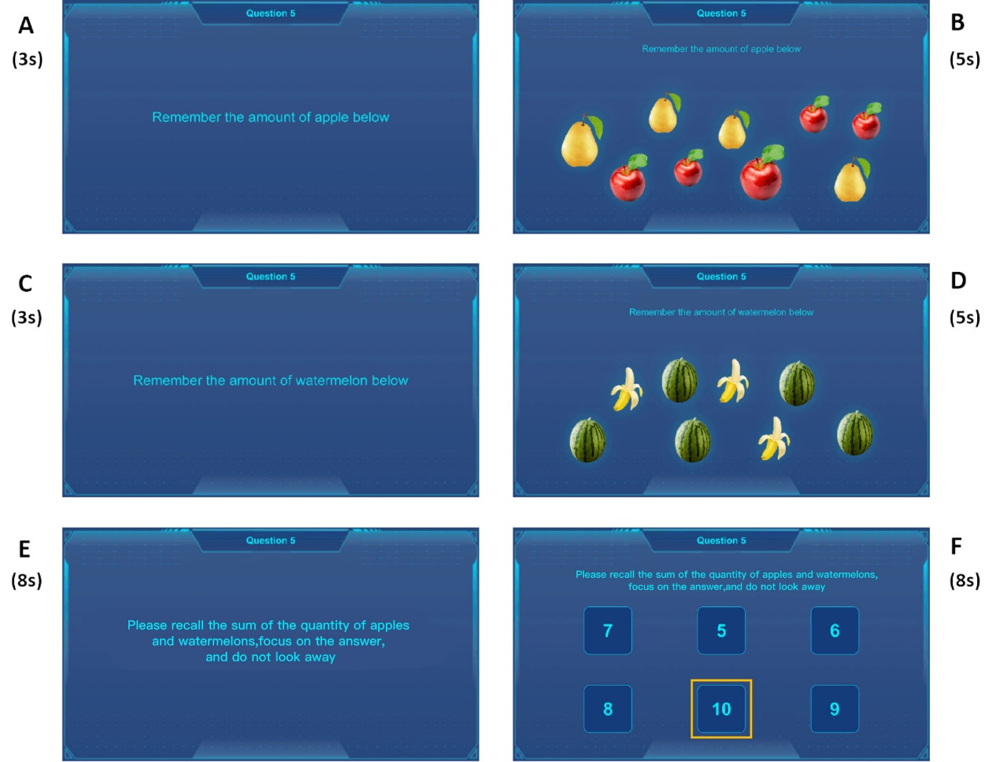 A
(3s)
Question 5
Remember the amount of apple below
B
(5s)
Question 5
Remember the amount of apple below
C
(3s)
Question 5
Remember the amount of watermelon below
D
(5s)
Question 5
Remember the amount of watermelon below
E
(8s)
Question 5
Please recall the sum of the quantity of apples
and watermelons,focus on the answer,
and do not look away
F
(8s)
Question 5
Please recall the sum of the quantity of apples and watermelons,
focus on the answer,and do not look away
7 5 6
8 10 9